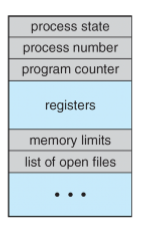 process state
process number
program counter
registers
memory limits
list of open files
• • •